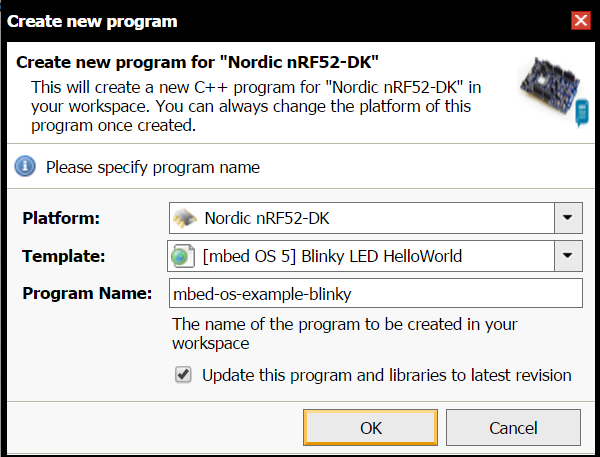 Create new program
Create new program for "Nordic nRF52-DK"
This will create a new C++ program for "Nordic nRF52-DK" in
your workspace. You can always change the platform of this
program once created.
Please specify program name
Platform: Nordic nRF52-DK
Template: [mbed OS 5] Blinky LED HelloWorld
Program Name: mbed-os-example-blinky
The name of the program to be created in your
workspace
Update this program and libraries to latest revision
OK Cancel